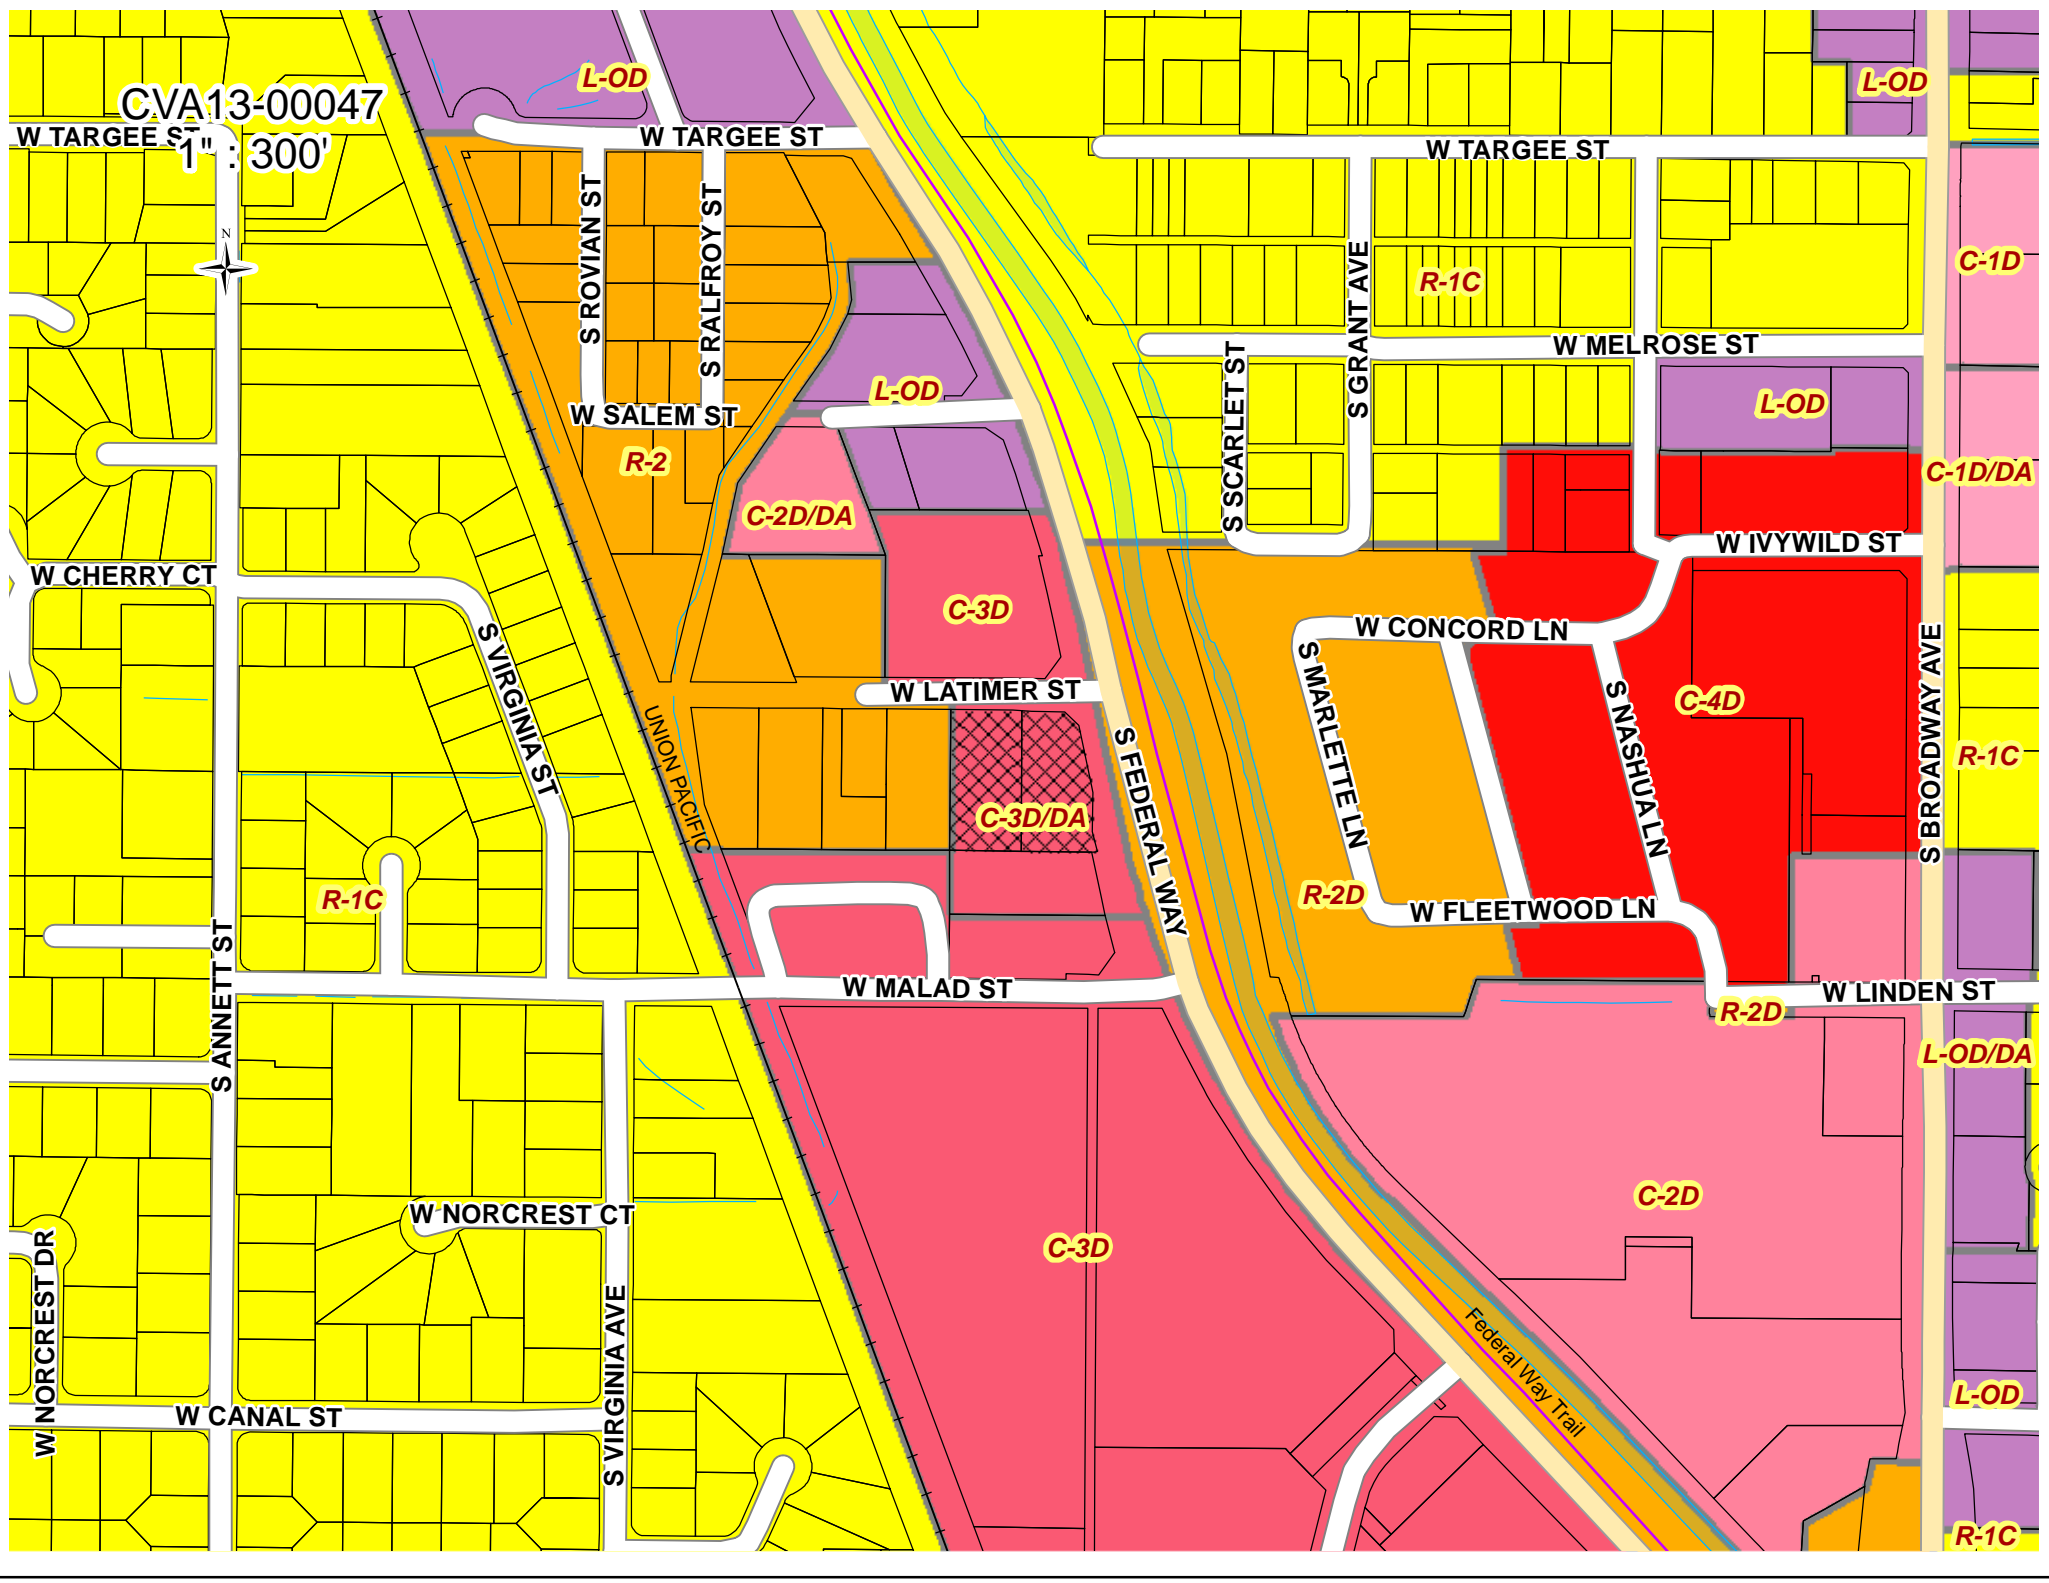 L-OD
L-OD
CVA13-00047
W TARGEE ST
W TARGEE ST
W TARGEE ST
1" : 300'
N
S ROVIAN ST
S RALFROY ST
S GRANT AVE
R-1C
C-1D
W MELROSE ST
S SCARLET ST
L-OD
L-OD
W SALEM ST
R-2
C-1D/DA
C-2D/DA
W IVYWILD ST
W CHERRY CT
C-3D
W CONCORD LN
S VIRGINIA ST
S MARLETTE LN
S NASHUA LN
S BROADWAY AVE
W LATIMER ST
C-4D
UNION PACIFIC
S FEDERAL WAY
R-1C
C-3D/DA
R-1C
R-2D
W FLEETWOOD LN
S ANNETT ST
W MALAD ST
W LINDEN ST
R-2D
L-OD/DA
C-2D
W NORCREST CT
W NORCREST DR
C-3D
S VIRGINIA AVE
Federal Way Trail
L-OD
W CANAL ST
R-1C